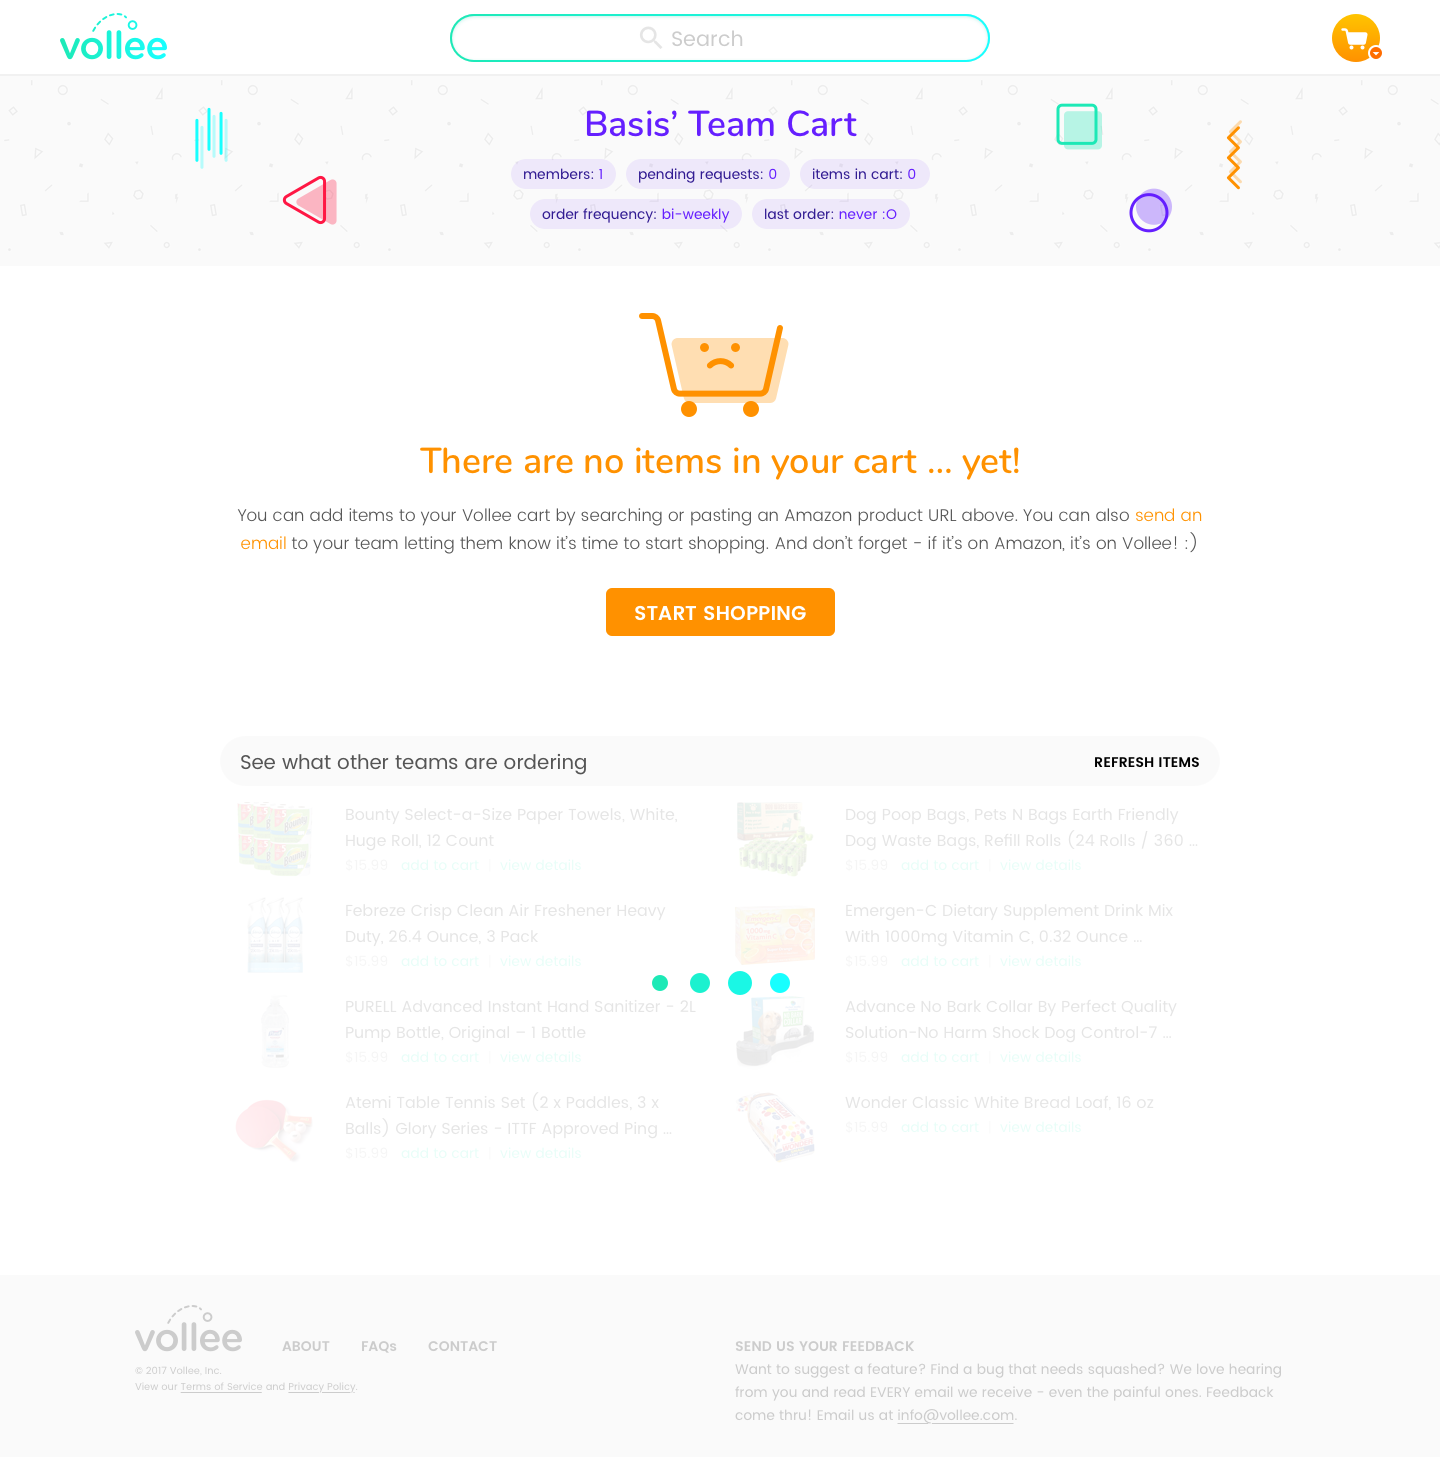 vollee
Search
Basis’ Team Cart
members: 1 pending requests: 0 items in cart: 0
order frequency: bi-weekly last order: never :O
There are no items in your cart ... yet!
You can add items to your Vollee cart by searching or pasting an Amazon product URL above. You can also send an
email to your team letting them know it’s time to start shopping. And don’t forget - if it’s on Amazon, it’s on Vollee! :)
START SHOPPING
See what other teams are ordering REFRESH ITEMS
Bounty Select-a-Size Paper Towels, White,
Huge Roll, 12 Count
$15.99 add to cart | view details
Dog Poop Bags, Pets N Bags Earth Friendly
Dog Waste Bags, Refill Rolls (24 Rolls / 360 ...
$15.99 add to cart | view details
Febreze Crisp Clean Air Freshener Heavy
Duty, 26.4 Ounce, 3 Pack
$15.99 add to cart | view details
Emergen-C Dietary Supplement Drink Mix
With 1000mg Vitamin C, 0.32 Ounce ...
$15.99 add to cart | view details
PURELL Advanced Instant Hand Sanitizer - 2L
Pump Bottle, Original – 1 Bottle
$15.99 add to cart | view details
Advance No Bark Collar By Perfect Quality
Solution-No Harm Shock Dog Control-7 ...
$15.99 add to cart | view details
Atemi Table Tennis Set (2 x Paddles, 3 x
Balls) Glory Series - ITTF Approved Ping ...
$15.99 add to cart | view details
Wonder Classic White Bread Loaf, 16 oz
$15.99 add to cart | view details
vollee
ABOUT FAQs CONTACT
© 2017 Vollee, Inc.
View our Terms of Service and Privacy Policy.
SEND US YOUR FEEDBACK
Want to suggest a feature? Find a bug that needs squashed? We love hearing
from you and read EVERY email we receive - even the painful ones. Feedback
come thru! Email us at info@vollee.com.